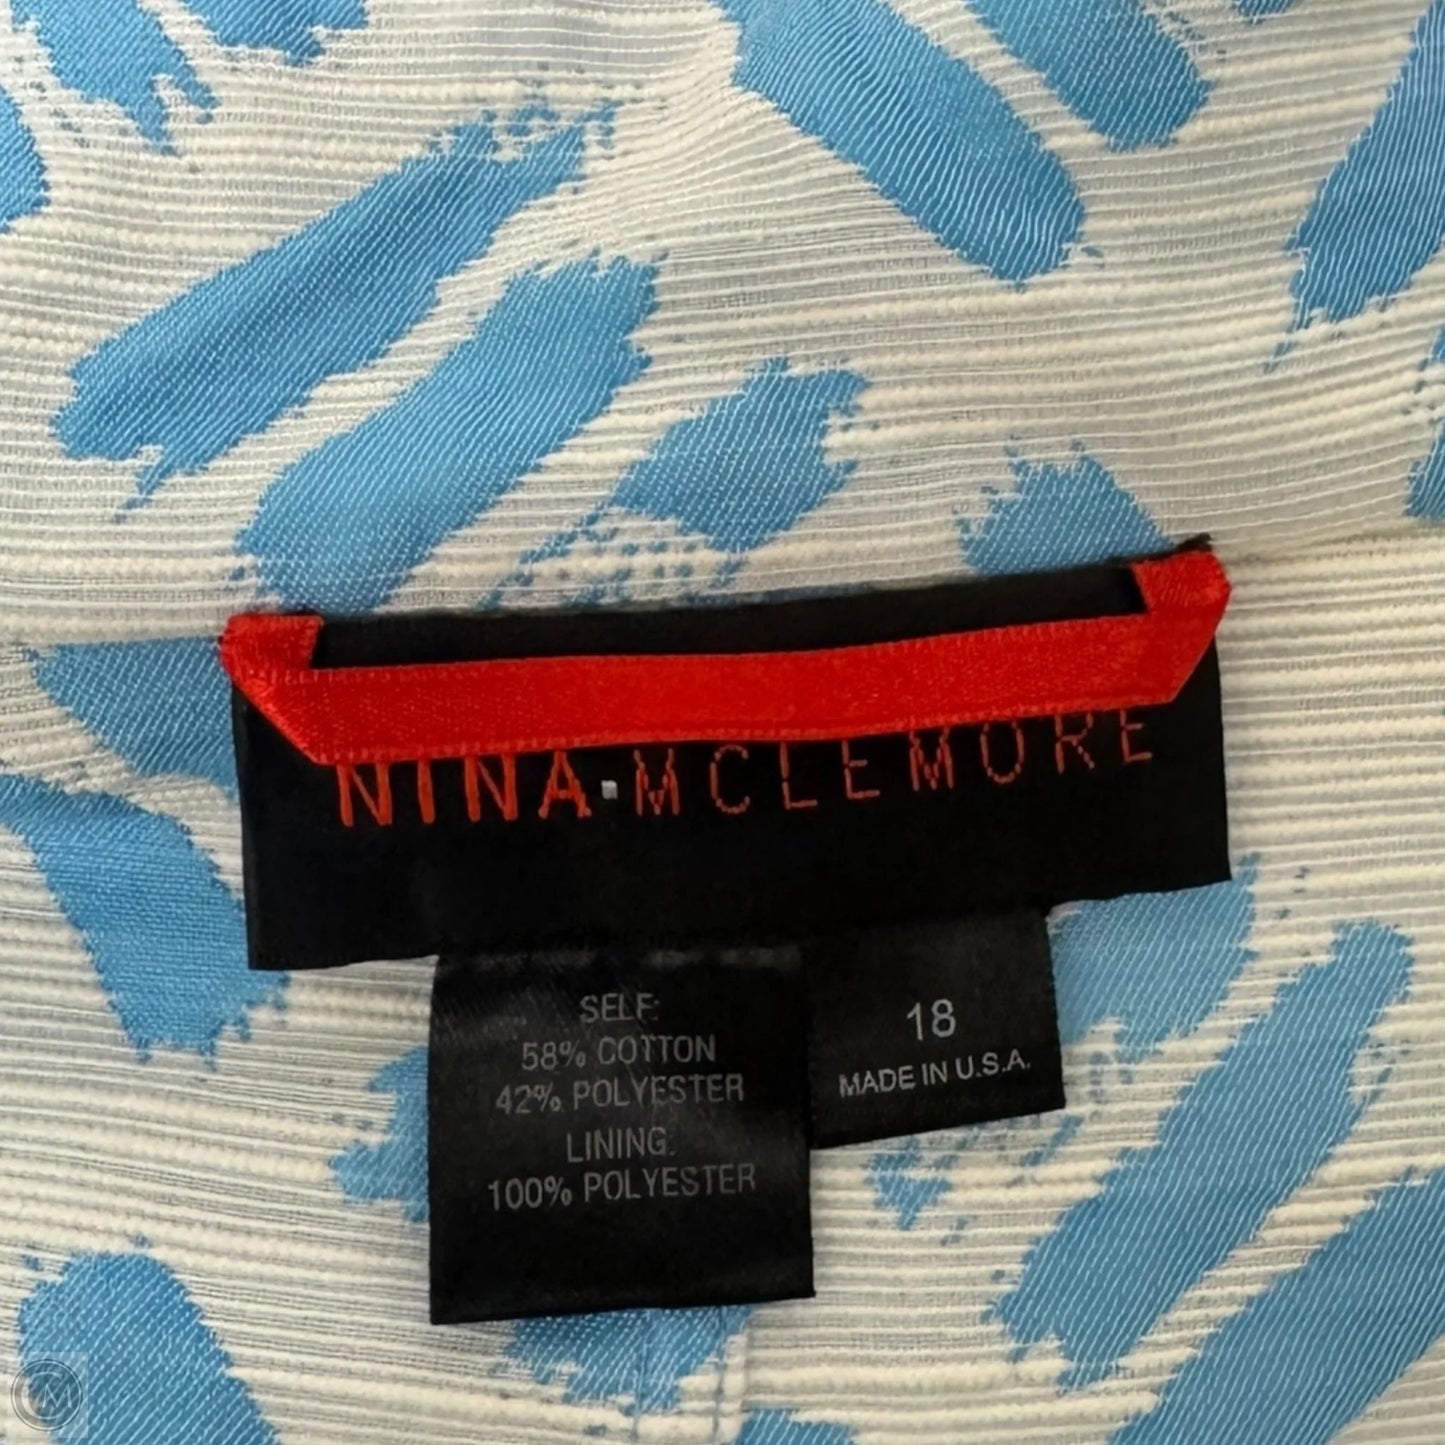 NINA·MCLEMORE
SELF:
58% COTTON
42% POLYESTER
LINING:
100% POLYESTER
18
MADE IN U.S.A.